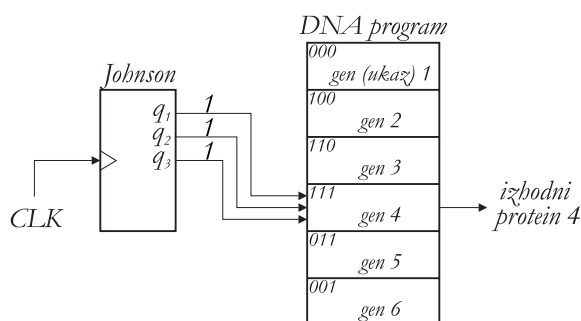 DNA program
000
gen (ukaz) 1
Johnson
q1 1
100
gen 2
q2 1
q3 1
110
gen 3
111
gen 4
izhodni
protein 4
CLK
011
gen 5
001
gen 6